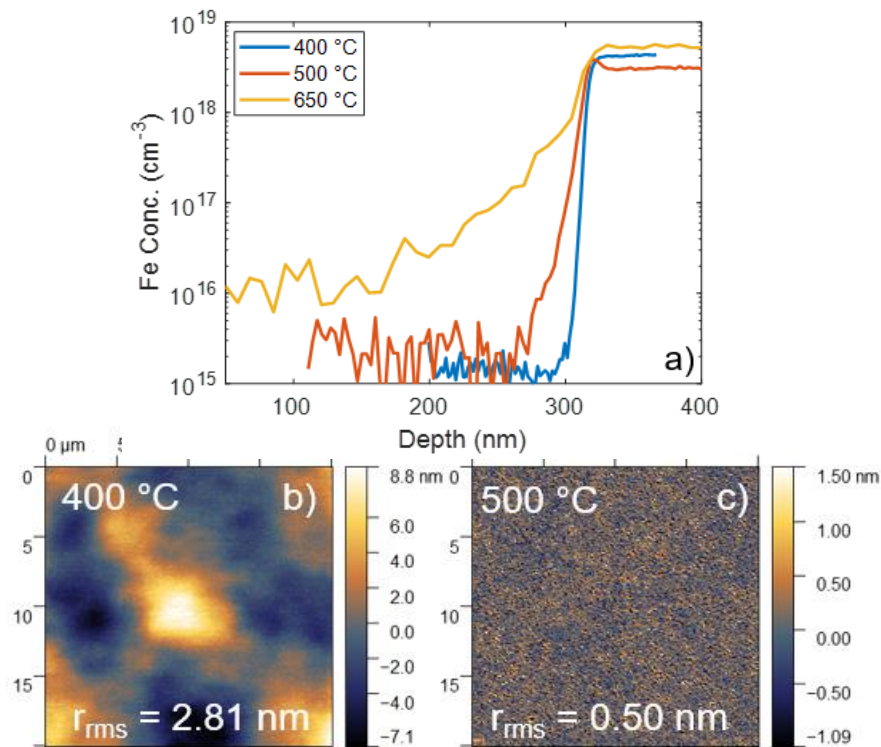 10^19
400 °C
500 °C
650 °C
10^18
Fe Conc. (cm^-3)
10^17
10^16
a)
10^15
100 200 300 400
Depth (nm)
0 µm
0 400 °C b) 8.8 nm
6.0
5 4.0
2.0
10 0.0
−2.0
15 −4.0
r_rms = 2.81 nm −7.1
0 500 °C c) 1.50 nm
1.00
5
0.50
10
0.00
15
−0.50
r_rms = 0.50 nm −1.09